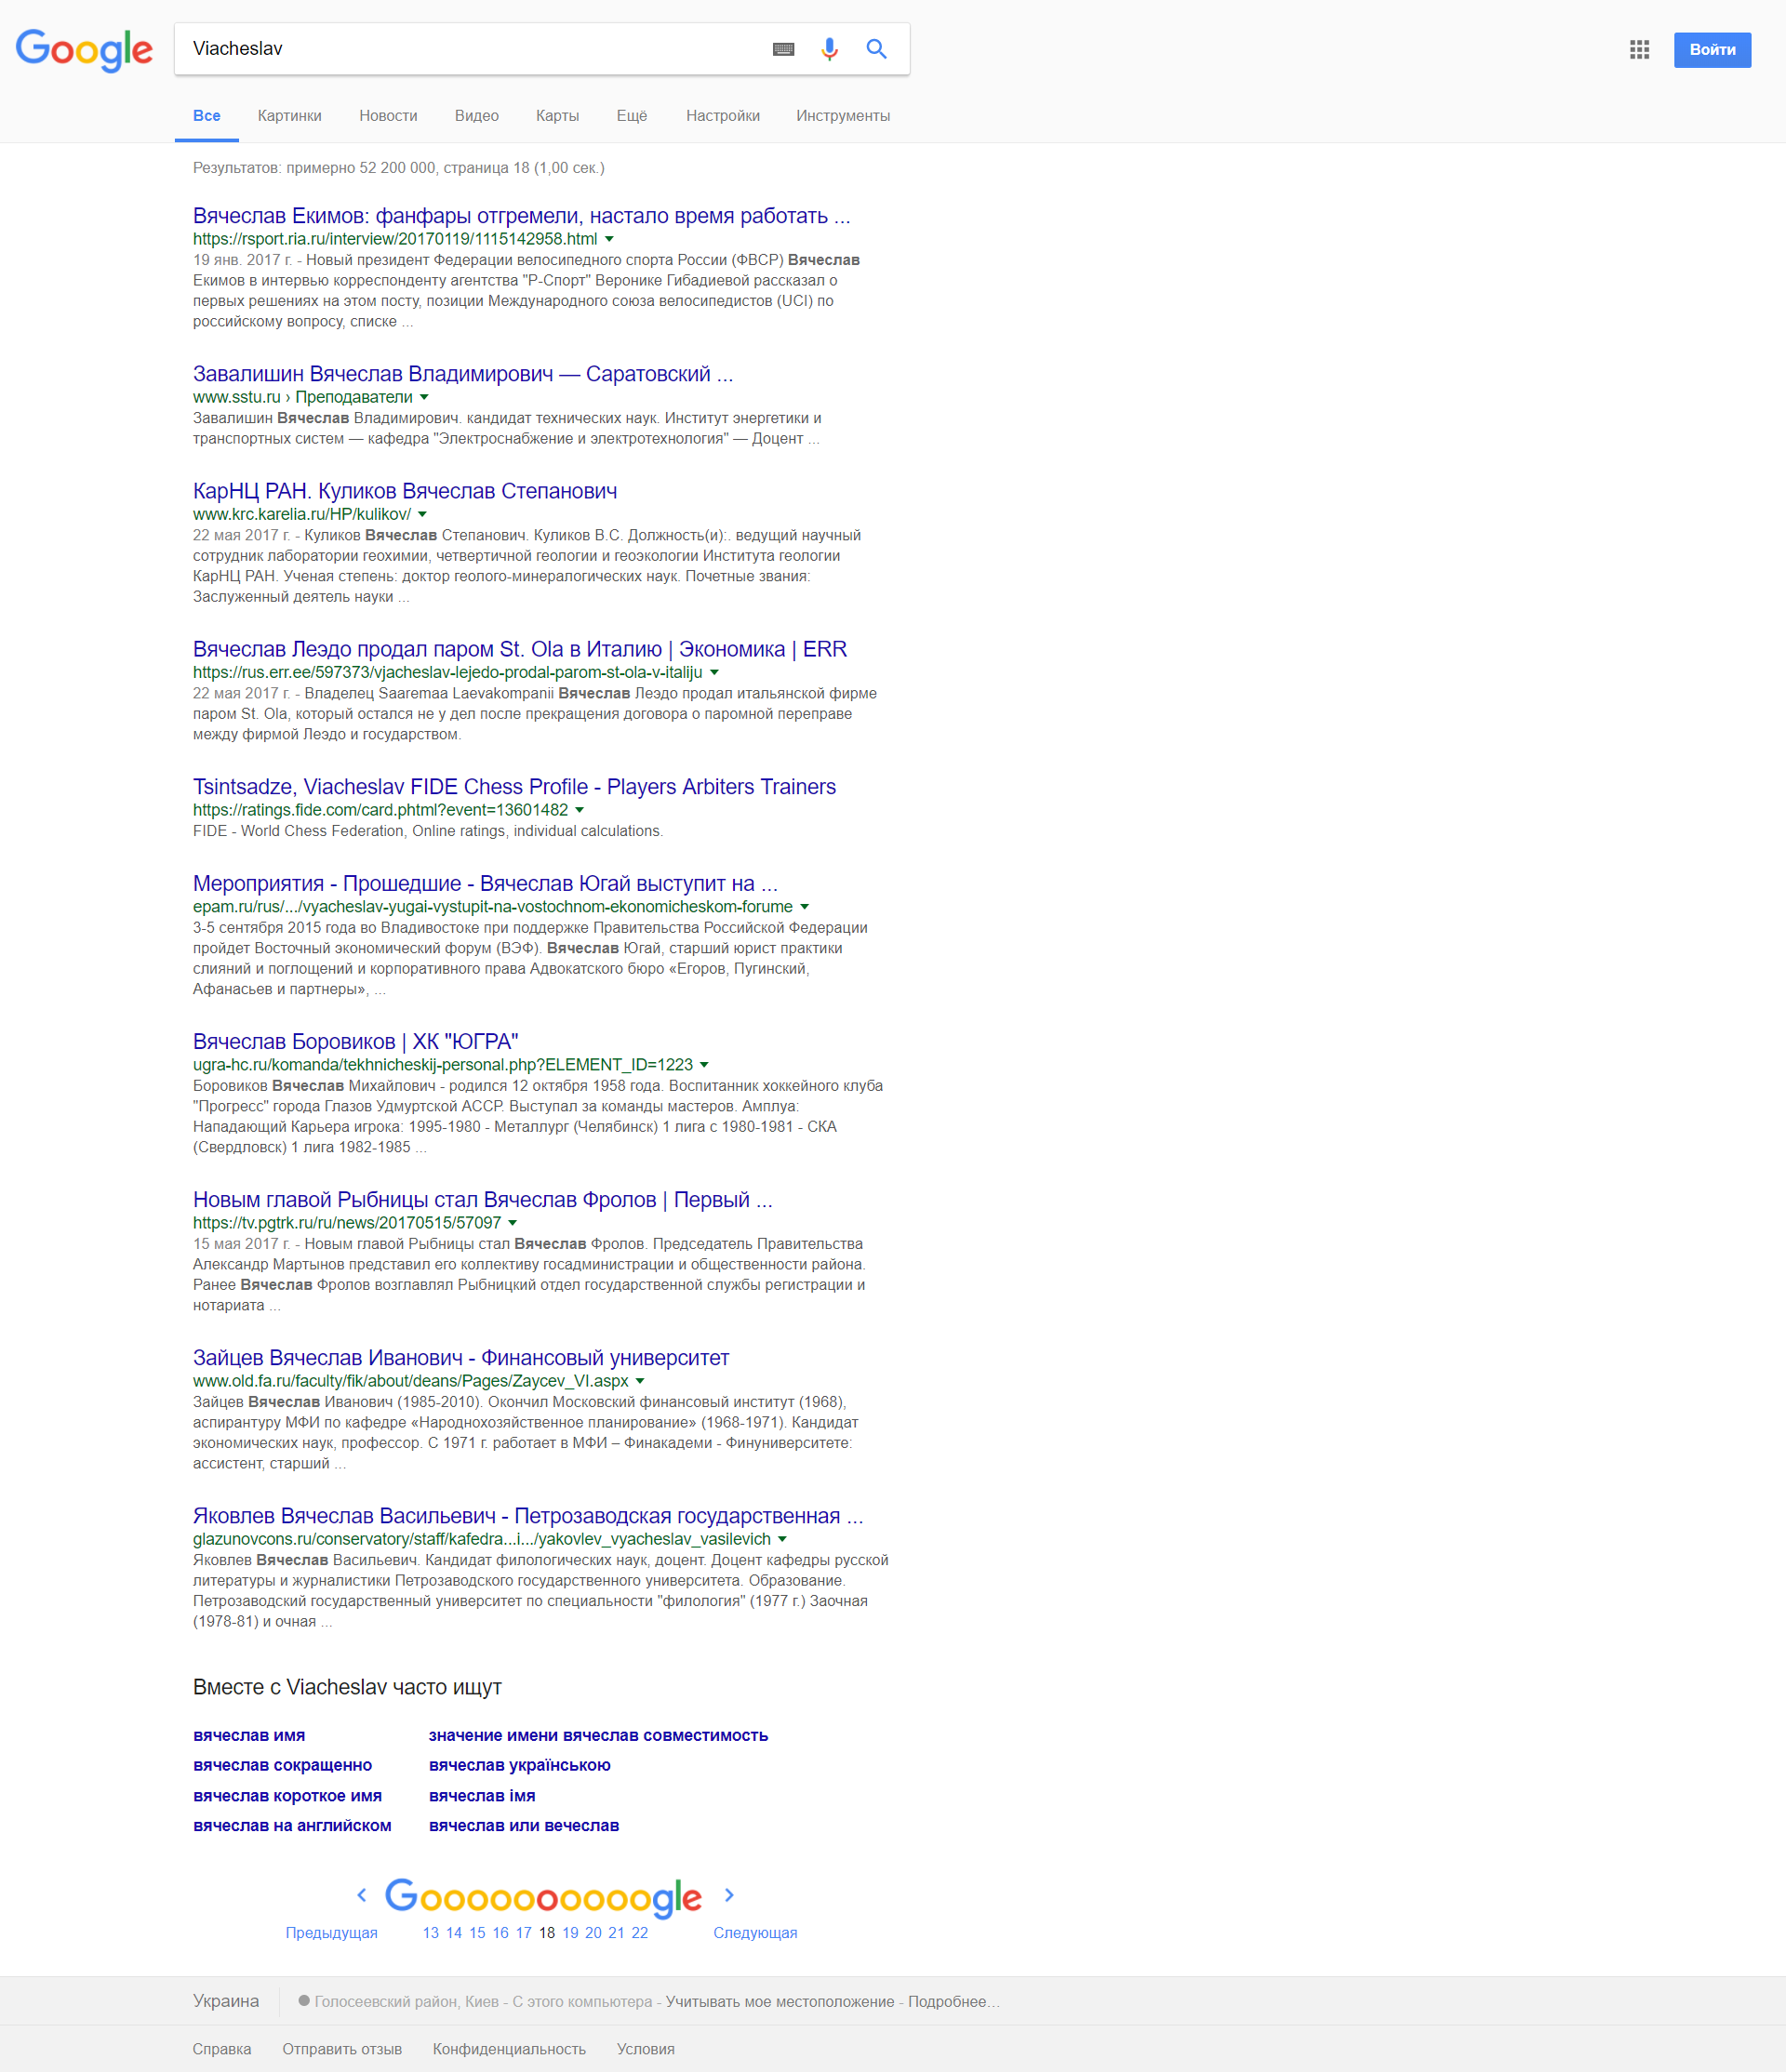 Google
Viacheslav
Войти
Все Картинки Новости Видео Карты Ещё Настройки Инструменты
Результатов: примерно 52 200 000, страница 18 (1,00 сек.)
Вячеслав Екимов: фанфары отгремели, настало время работать ...
https://rsport.ria.ru/interview/20170119/1115142958.html
19 янв. 2017 г. - Новый президент Федерации велосипедного спорта России (ФВСР) Вячеслав
Екимов в интервью корреспонденту агентства "Р-Спорт" Веронике Гибадиевой рассказал о
первых решениях на этом посту, позиции Международного союза велосипедистов (UCI) по
российскому вопросу, списке ...
Завалишин Вячеслав Владимирович — Саратовский ...
www.sstu.ru › Преподаватели
Завалишин Вячеслав Владимирович. кандидат технических наук. Институт энергетики и
транспортных систем — кафедра "Электроснабжение и электротехнология" — Доцент ...
КарНЦ РАН. Куликов Вячеслав Степанович
www.krc.karelia.ru/HP/kulikov/
22 мая 2017 г. - Куликов Вячеслав Степанович. Куликов В.С. Должность(и):. ведущий научный
сотрудник лаборатории геохимии, четвертичной геологии и геоэкологии Института геологии
КарНЦ РАН. Ученая степень: доктор геолого-минералогических наук. Почетные звания:
Заслуженный деятель науки ...
Вячеслав Леэдо продал паром St. Ola в Италию | Экономика | ERR
https://rus.err.ee/597373/vjacheslav-lejedo-prodal-parom-st-ola-v-italiju
22 мая 2017 г. - Владелец Saaremaa Laevakompanii Вячеслав Леэдо продал итальянской фирме
паром St. Ola, который остался не у дел после прекращения договора о паромной переправе
между фирмой Леэдо и государством.
Tsintsadze, Viacheslav FIDE Chess Profile - Players Arbiters Trainers
https://ratings.fide.com/card.phtml?event=13601482
FIDE - World Chess Federation, Online ratings, individual calculations.
Мероприятия - Прошедшие - Вячеслав Югай выступит на ...
epam.ru/rus/.../vyacheslav-yugai-vystupit-na-vostochnom-ekonomicheskom-forume
3-5 сентября 2015 года во Владивостоке при поддержке Правительства Российской Федерации
пройдет Восточный экономический форум (ВЭФ). Вячеслав Югай, старший юрист практики
слияний и поглощений и корпоративного права Адвокатского бюро «Егоров, Пугинский,
Афанасьев и партнеры», ...
Вячеслав Боровиков | ХК "ЮГРА"
ugra-hc.ru/komanda/tekhnicheskij-personal.php?ELEMENT_ID=1223
Боровиков Вячеслав Михайлович - родился 12 октября 1958 года. Воспитанник хоккейного клуба
"Прогресс" города Глазов Удмуртской АССР. Выступал за команды мастеров. Амплуа:
Нападающий Карьера игрока: 1995-1980 - Металлург (Челябинск) 1 лига с 1980-1981 - СКА
(Свердловск) 1 лига 1982-1985 ...
Новым главой Рыбницы стал Вячеслав Фролов | Первый ...
https://tv.pgtrk.ru/ru/news/20170515/57097
15 мая 2017 г. - Новым главой Рыбницы стал Вячеслав Фролов. Председатель Правительства
Александр Мартынов представил его коллективу госадминистрации и общественности района.
Ранее Вячеслав Фролов возглавлял Рыбницкий отдел государственной службы регистрации и
нотариата ...
Зайцев Вячеслав Иванович - Финансовый университет
www.old.fa.ru/faculty/fik/about/deans/Pages/Zaycev_VI.aspx
Зайцев Вячеслав Иванович (1985-2010). Окончил Московский финансовый институт (1968),
аспирантуру МФИ по кафедре «Народнохозяйственное планирование» (1968-1971). Кандидат
экономических наук, профессор. С 1971 г. работает в МФИ – Финакадеми - Финуниверситете:
ассистент, старший ...
Яковлев Вячеслав Васильевич - Петрозаводская государственная ...
glazunovcons.ru/conservatory/staff/kafedra...i.../yakovlev_vyacheslav_vasilevich
Яковлев Вячеслав Васильевич. Кандидат филологических наук, доцент. Доцент кафедры русской
литературы и журналистики Петрозаводского государственного университета. Образование.
Петрозаводский государственный университет по специальности "филология" (1977 г.) Заочная
(1978-81) и очная ...
Вместе с Viacheslav часто ищут
вячеслав имя значение имени вячеслав совместимость
вячеслав сокращенно вячеслав українською
вячеслав короткое имя вячеслав імя
вячеслав на английском вячеслав или вечеслав
Goooooooooogle
Предыдущая 13 14 15 16 17 18 19 20 21 22 Следующая
Украина Голосеевский район, Киев - С этого компьютера - Учитывать мое местоположение - Подробнее…
Справка Отправить отзыв Конфиденциальность Условия